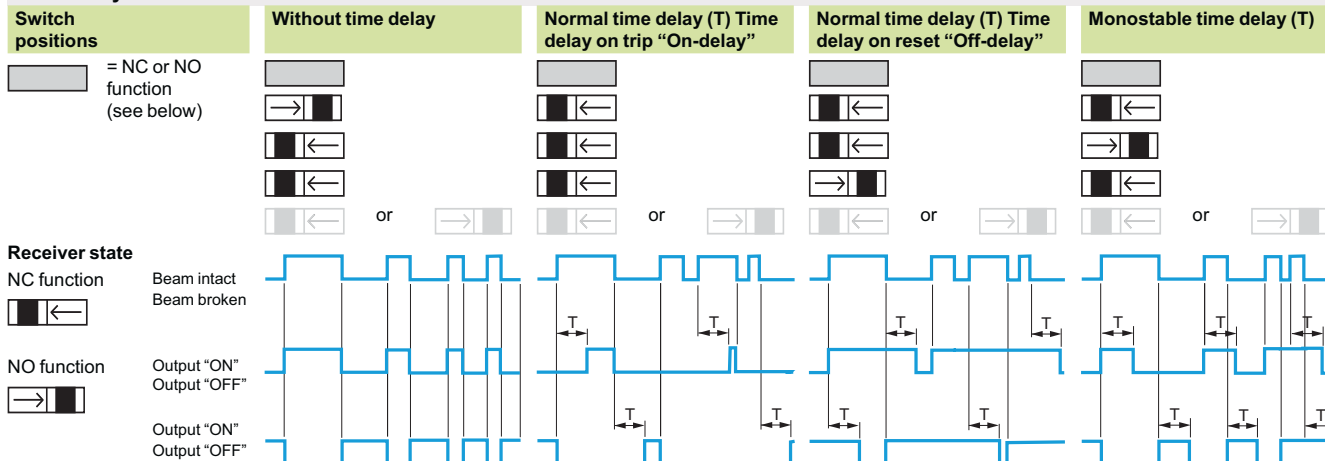 Switch positions
Without time delay
Normal time delay (T) Time delay on trip “On-delay”
Normal time delay (T) Time delay on reset “Off-delay”
Monostable time delay (T)
= NC or NO
function
(see below)
or
or
or
or
Receiver state
NC function
Beam intact
Beam broken
T
T
T
T
T
T
T
NO function
Output “ON”
Output “OFF”
T
T
T
T
T
T
T
Output “ON”
Output “OFF”